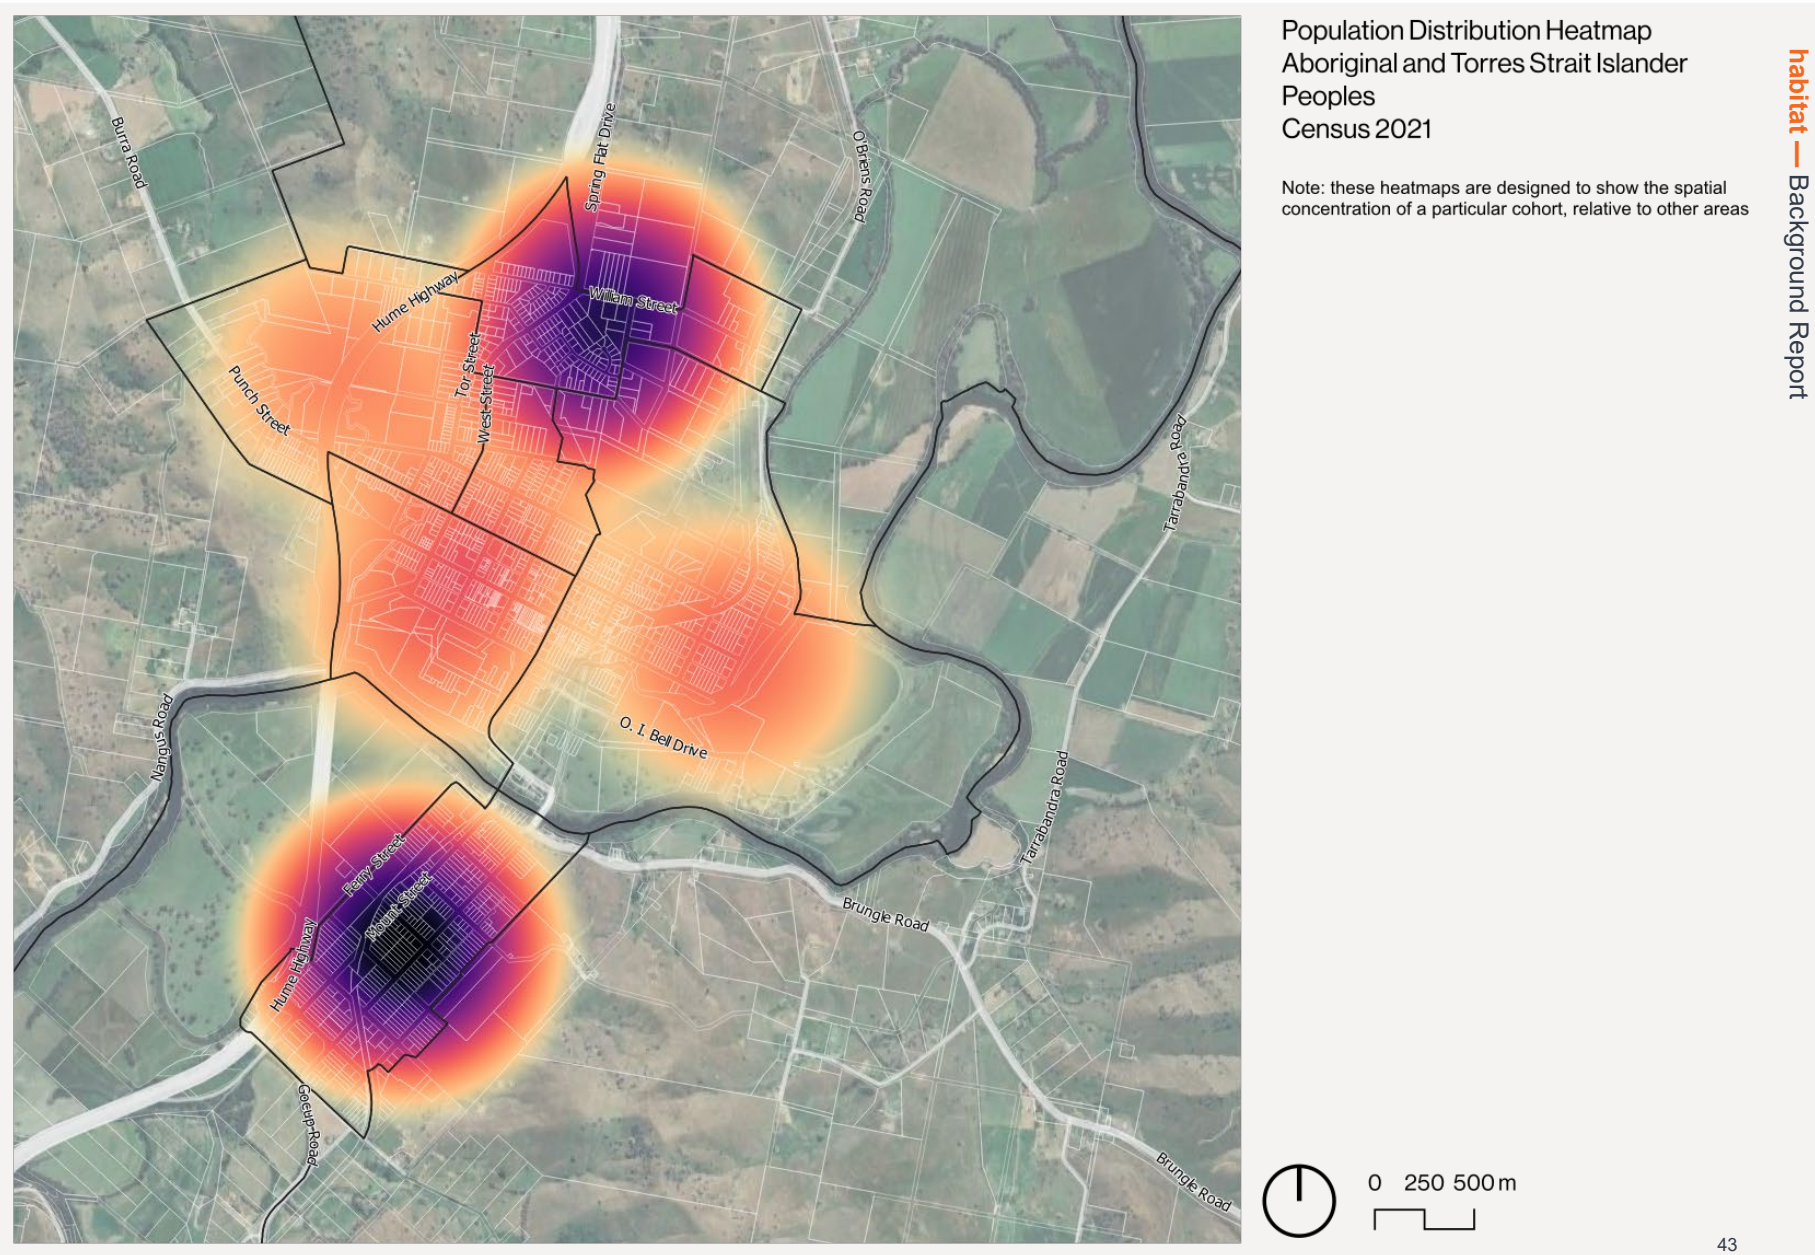 Population Distribution Heatmap
Aboriginal and Torres Strait Islander
Peoples
Census 2021
Note: these heatmaps are designed to show the spatial
concentration of a particular cohort, relative to other areas
habitat — Background Report
Burra Road
Spring Flat Drive
O'Briens Road
William Street
Hume Highway
Tor Street
West Street
Punch Street
Tarrabandra Road
Nangus Road
O. I. Bell Drive
Tarrabandra Road
Ferry Street
Mount Street
Hume Highway
Brungle Road
Gocup Road
Brungle Road
0 250 500 m
43